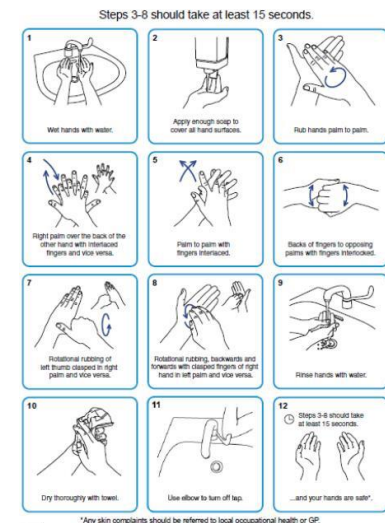 Steps 3-8 should take at least 15 seconds.
1
Wet hands with water.
2
Apply enough soap to
cover all hand surfaces.
3
Rub hands palm to palm.
4
Right palm over the back of the
other hand with interlaced
fingers and vice versa.
5
Palm to palm with
fingers interlaced.
6
Backs of fingers to opposing
palms with fingers interlocked.
7
Rotational rubbing of
left thumb clasped in right
palm and vice versa.
8
Rotational rubbing, backwards and
forwards with clasped fingers of right
hand in left palm and vice versa.
9
Rinse hands with water.
10
Dry thoroughly with towel.
11
Use elbow to turn off tap.
12
Steps 3-8 should take
at least 15 seconds.
...and your hands are safe*.
*Any skin complaints should be referred to local occupational health or GP.